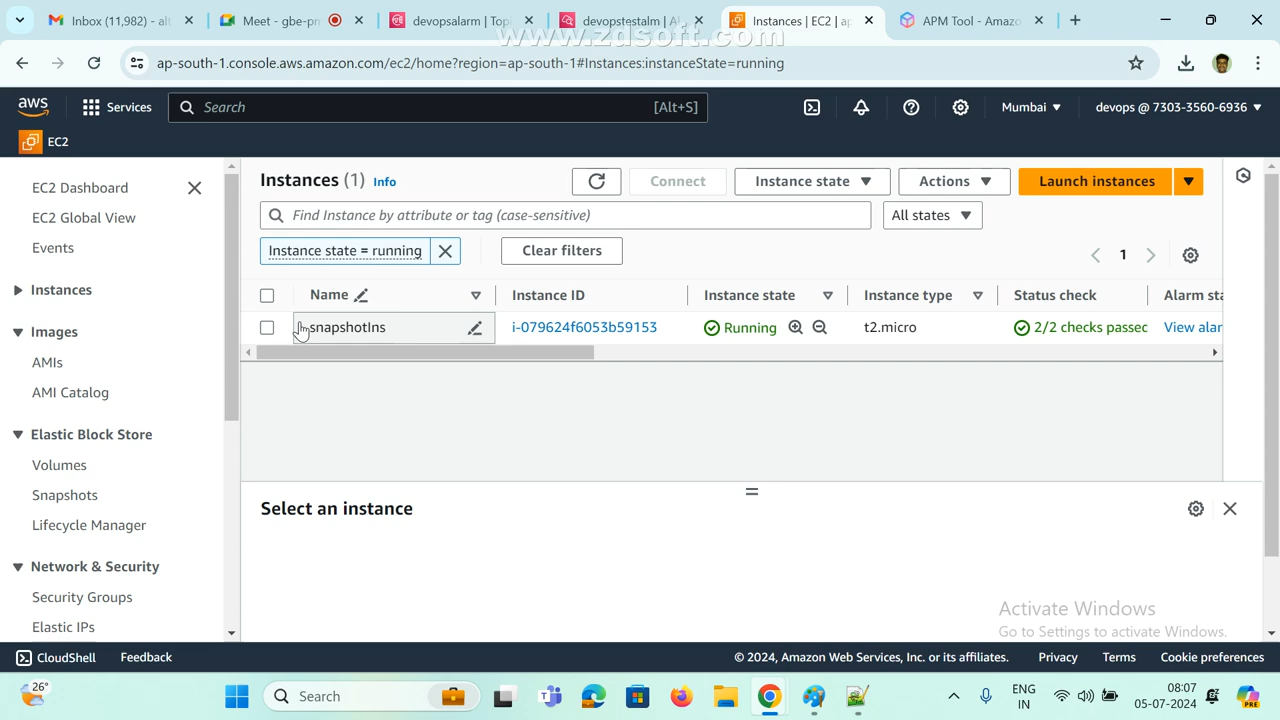 Inbox (11,982) - alt
Meet - gbe-pn
devopsalarm | Topi
devopstestalm | Al
Instances | EC2 | ap
APM Tool - Amazo
www.zdsoft.com
ap-south-1.console.aws.amazon.com/ec2/home?region=ap-south-1#Instances:instanceState=running
aws
Services
Search
[Alt+S]
Mumbai
devops @ 7303-3560-6936
EC2
EC2 Dashboard
EC2 Global View
Events
Instances
Images
AMIs
AMI Catalog
Elastic Block Store
Volumes
Snapshots
Lifecycle Manager
Network & Security
Security Groups
Elastic IPs
Instances (1) Info
Connect
Instance state
Actions
Launch instances
Find Instance by attribute or tag (case-sensitive)
All states
Instance state = running
Clear filters
1
Name
Instance ID
Instance state
Instance type
Status check
Alarm sta
snapshotIns
i-079624f6053b59153
Running
t2.micro
2/2 checks passec
View alar
Select an instance
Activate Windows
Go to Settings to activate Windows.
CloudShell
Feedback
© 2024, Amazon Web Services, Inc. or its affiliates.
Privacy
Terms
Cookie preferences
26°
Search
ENG
IN
08:07
05-07-2024
PRE